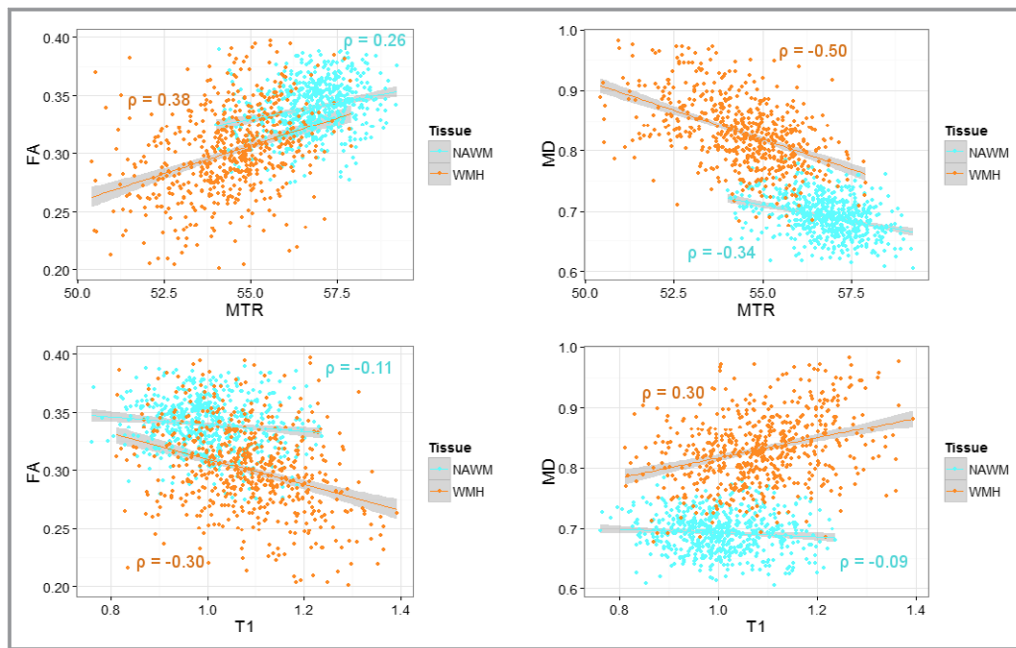 0.40
0.35
0.30
0.25
0.20
FA
ρ = 0.26
ρ = 0.38
50.0 52.5 55.0 57.5
MTR
Tissue
NAWM
WMH
1.0
0.9
0.8
0.7
0.6
MD
ρ = -0.50
ρ = -0.34
50.0 52.5 55.0 57.5
MTR
Tissue
NAWM
WMH
0.40
0.35
0.30
0.25
0.20
FA
ρ = -0.11
ρ = -0.30
0.8 1.0 1.2 1.4
T1
Tissue
NAWM
WMH
1.0
0.9
0.8
0.7
0.6
MD
ρ = 0.30
ρ = -0.09
0.8 1.0 1.2 1.4
T1
Tissue
NAWM
WMH